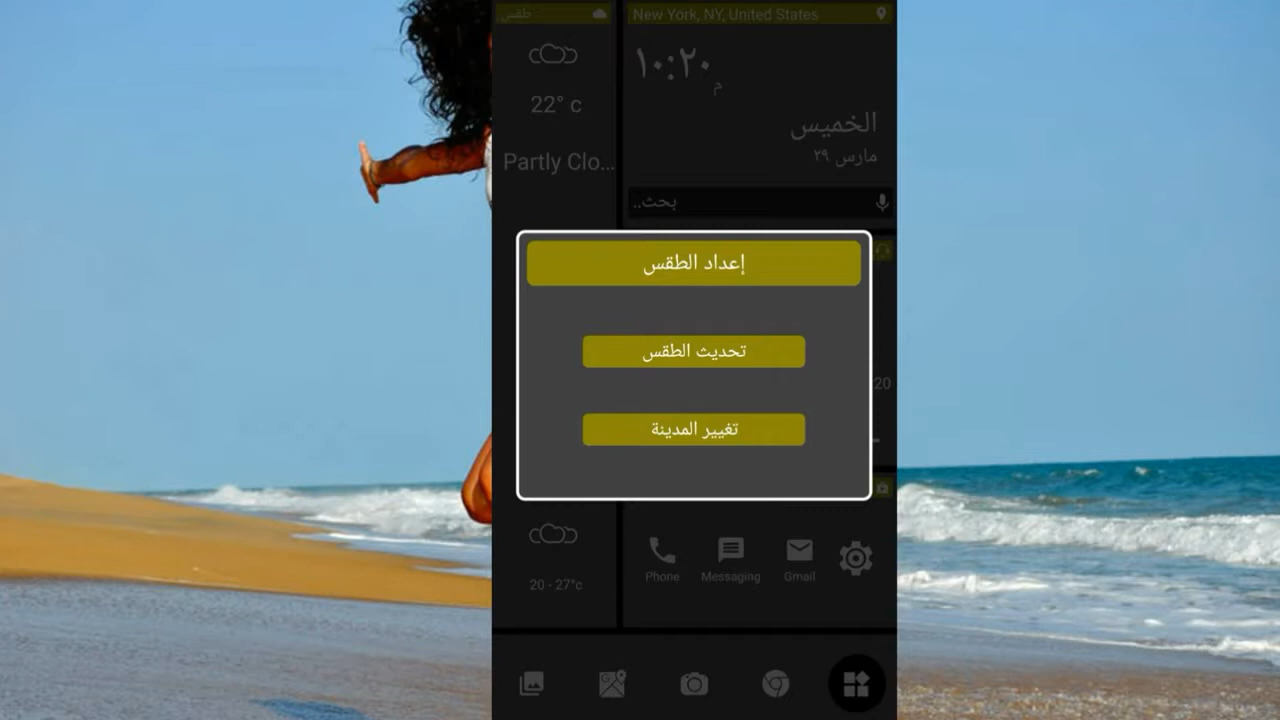 طقس
New York, NY, United States
١٠:٢٠
م
22° c
الخميس
مارس ٢٩
Partly Clo...
بحث..
إعداد الطقس
تحديث الطقس
20
تغيير المدينة
Phone
Messaging
Gmail
20 - 27°c